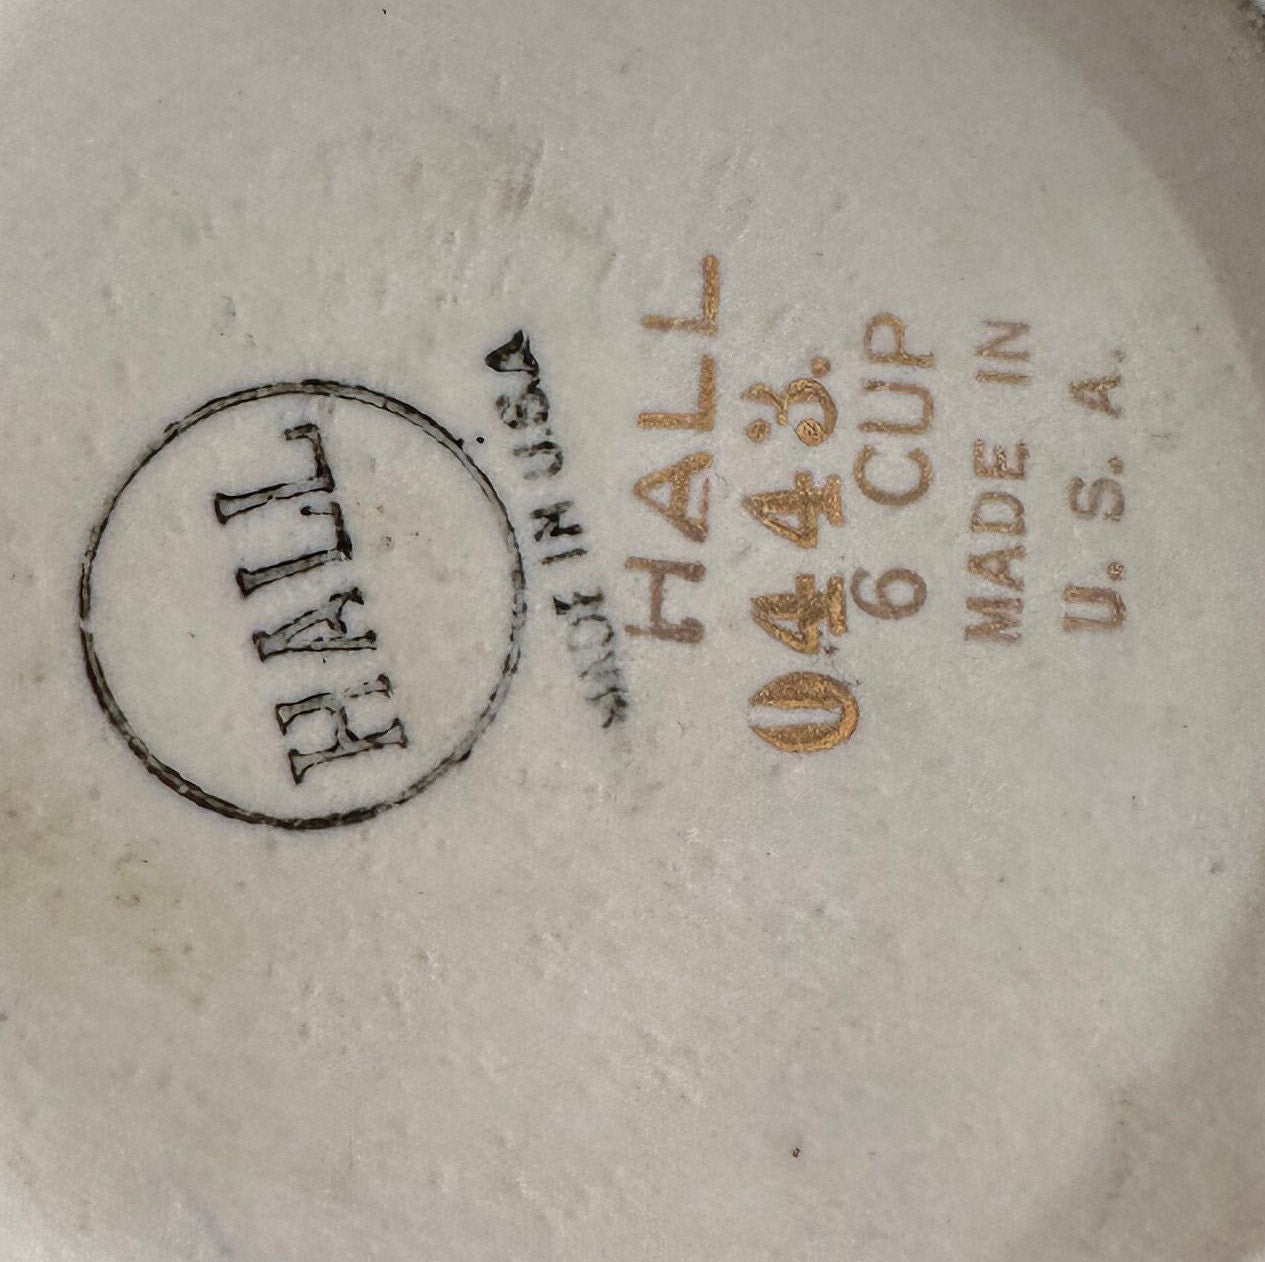 HALL
MADE IN U.S.A
HALL
0443.
6 CUP
MADE IN
U.S.A.